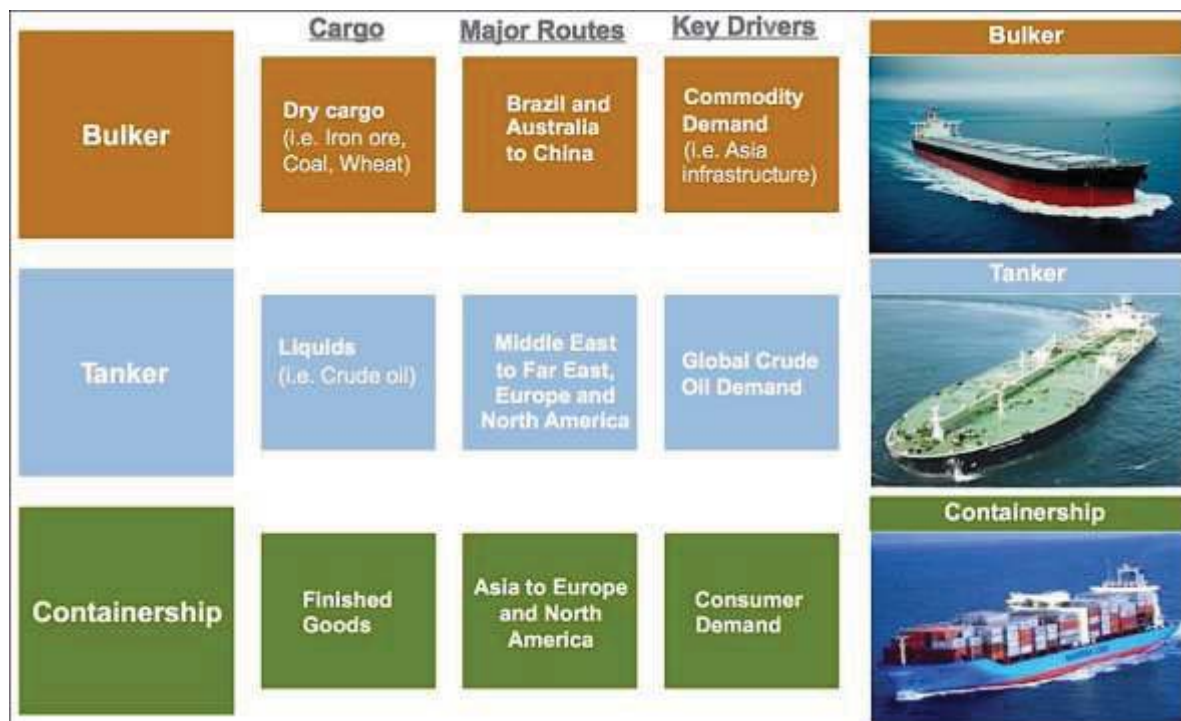 Cargo
Major Routes
Key Drivers
Bulker
Bulker
Dry cargo
(i.e. Iron ore,
Coal, Wheat)
Brazil and
Australia
to China
Commodity
Demand
(i.e. Asia
infrastructure)
Tanker
Tanker
Liquids
(i.e. Crude oil)
Middle East
to Far East,
Europe and
North America
Global Crude
Oil Demand
Containership
Containership
Finished
Goods
Asia to Europe
and North
America
Consumer
Demand